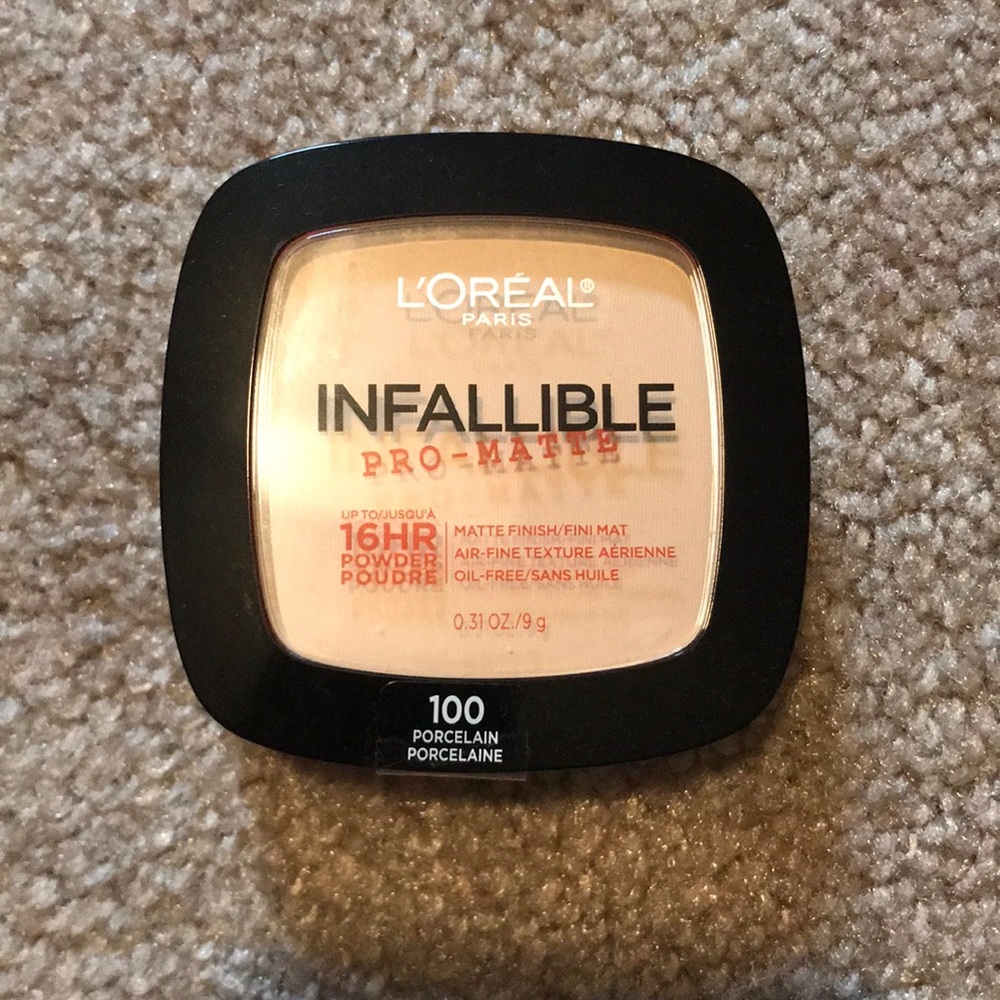 L'ORÉAL®
PARIS
INFALLIBLE
PRO-MATTE
UP TO/JUSQU'À
16HR
POWDER
POUDRE
MATTE FINISH/FINI MAT
AIR-FINE TEXTURE AÉRIENNE
OIL-FREE/SANS HUILE
0.31 OZ./9 g
100
PORCELAIN
PORCELAINE